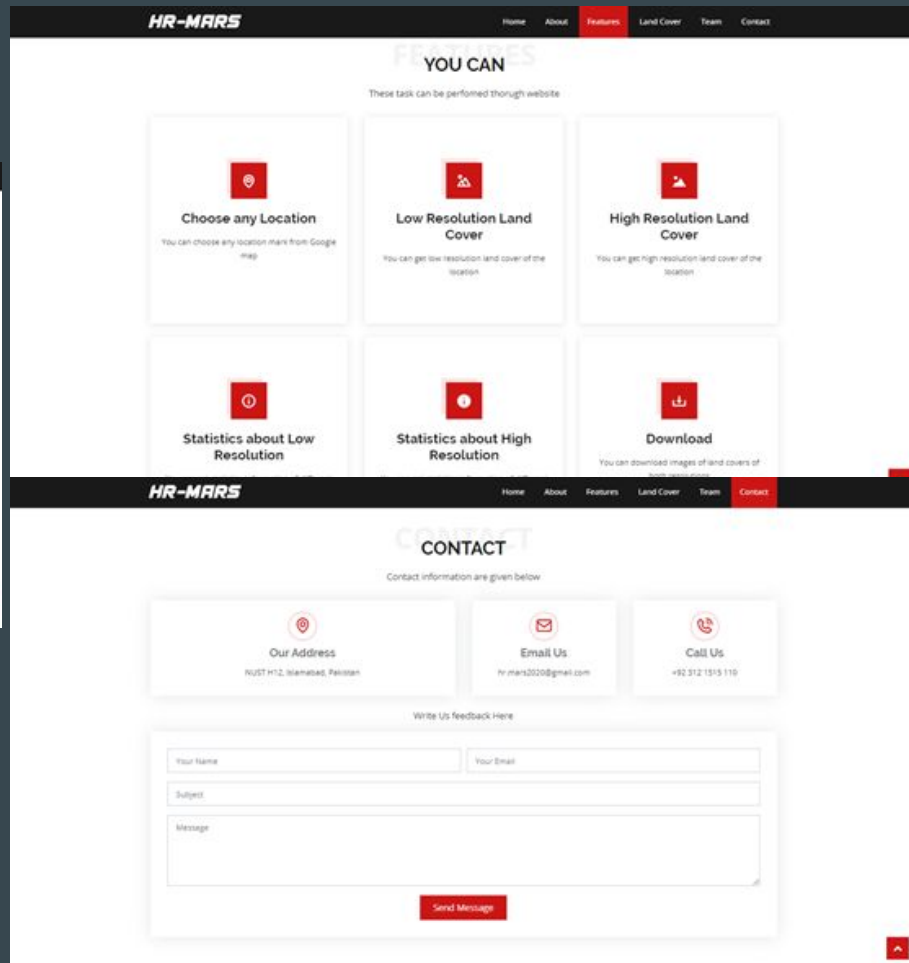 HR-MARS
Home About Features Land Cover Team Contact
FEATURES
YOU CAN
These task can be perfomed thorugh website
Choose any Location
You can choose any location mark from Google
map
Low Resolution Land
Cover
You can get low resolution land cover of the
location
High Resolution Land
Cover
You can get high resolution land cover of the
location
Statistics about Low
Resolution
Statistics about High
Resolution
Download
You can download images of land covers of
HR-MARS
Home About Features Land Cover Team Contact
CONTACT
CONTACT
Contact information are given below
Our Address
NUST H12, Islamabad, Pakistan
Email Us
hr.mars2020@gmail.com
Call Us
+92 312 1515 110
Write Us feedback Here
Your Name
Your Email
Subject
Message
Send Message